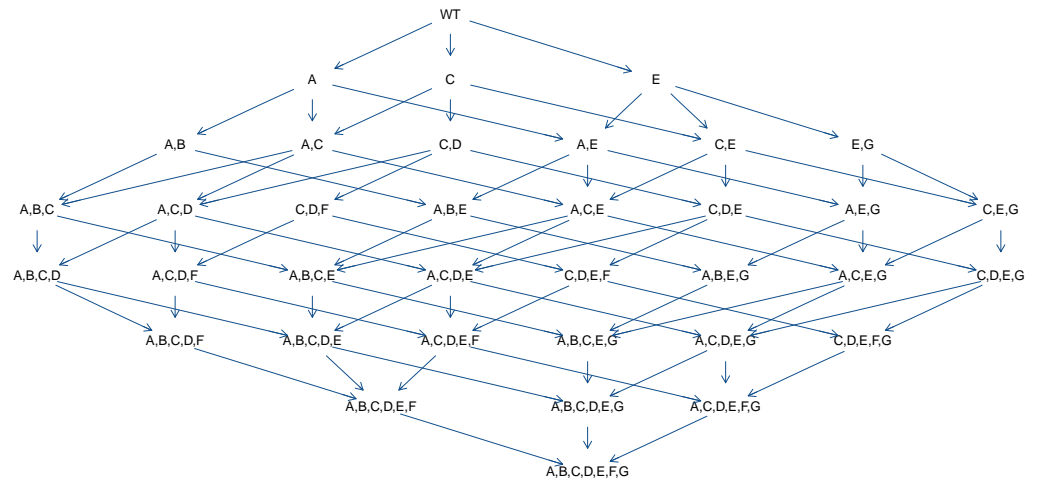 WT
A C E
A,B A,C C,D A,E C,E E,G
A,B,C A,C,D C,D,F A,B,E A,C,E C,D,E A,E,G C,E,G
A,B,C,D A,C,D,F A,B,C,E A,C,D,E C,D,E,F A,B,E,G A,C,E,G C,D,E,G
A,B,C,D,F A,B,C,D,E A,C,D,E,F A,B,C,E,G A,C,D,E,G C,D,E,F,G
A,B,C,D,E,F A,B,C,D,E,G A,C,D,E,F,G
A,B,C,D,E,F,G